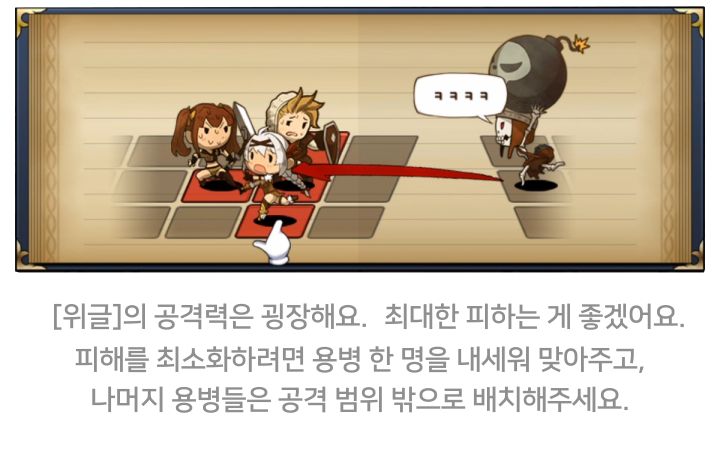 ㅋㅋㅋㅋ
[위글]의 공격력은 굉장해요. 최대한 피하는 게 좋겠어요.
피해를 최소화하려면 용병 한 명을 내세워 맞아주고,
나머지 용병들은 공격 범위 밖으로 배치해주세요.